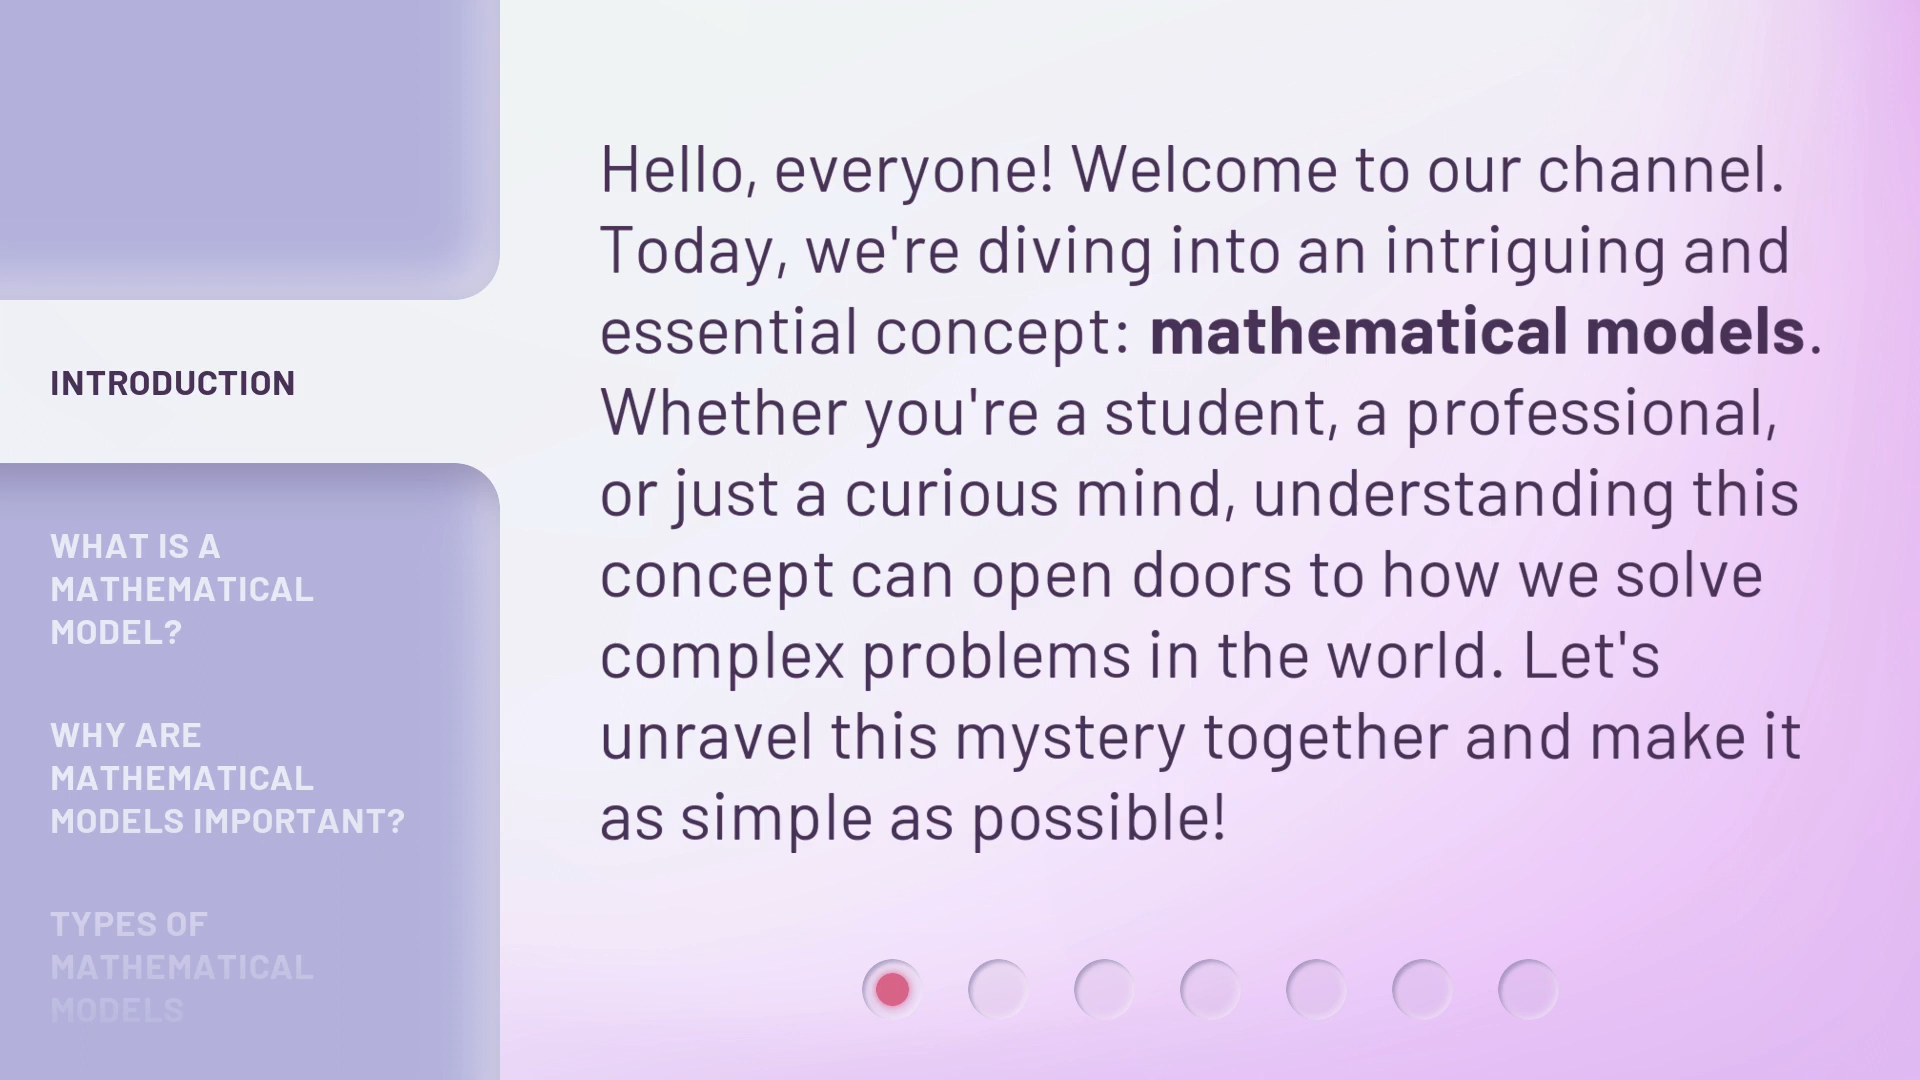 INTRODUCTION
WHAT IS A
MATHEMATICAL
MODEL?
WHY ARE
MATHEMATICAL
MODELS IMPORTANT?
TYPES OF
MATHEMATICAL
MODELS
Hello, everyone! Welcome to our channel.
Today, we're diving into an intriguing and
essential concept: mathematical models.
Whether you're a student, a professional,
or just a curious mind, understanding this
concept can open doors to how we solve
complex problems in the world. Let's
unravel this mystery together and make it
as simple as possible!